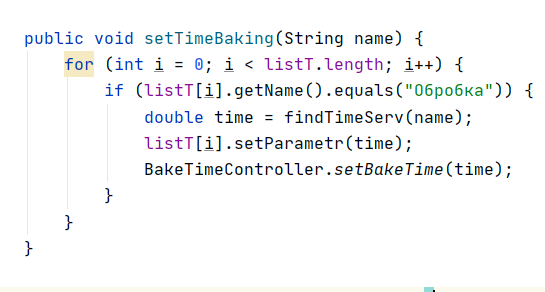 public void setTimeBaking(String name) {
for (int i = 0; i < listT.length; i++) {
if (listT[i].getName().equals("Обробка")) {
double time = findTimeServ(name);
listT[i].setParametr(time);
BakeTimeController.setBakeTime(time);
}
}
}